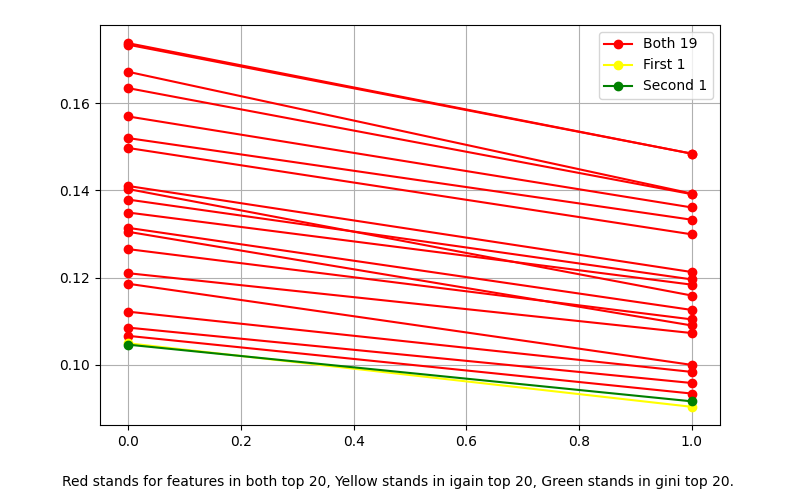 Both 19
First 1
Second 1
0.16
0.14
0.12
0.10
0.0 0.2 0.4 0.6 0.8 1.0
Red stands for features in both top 20, Yellow stands in igain top 20, Green stands in gini top 20.